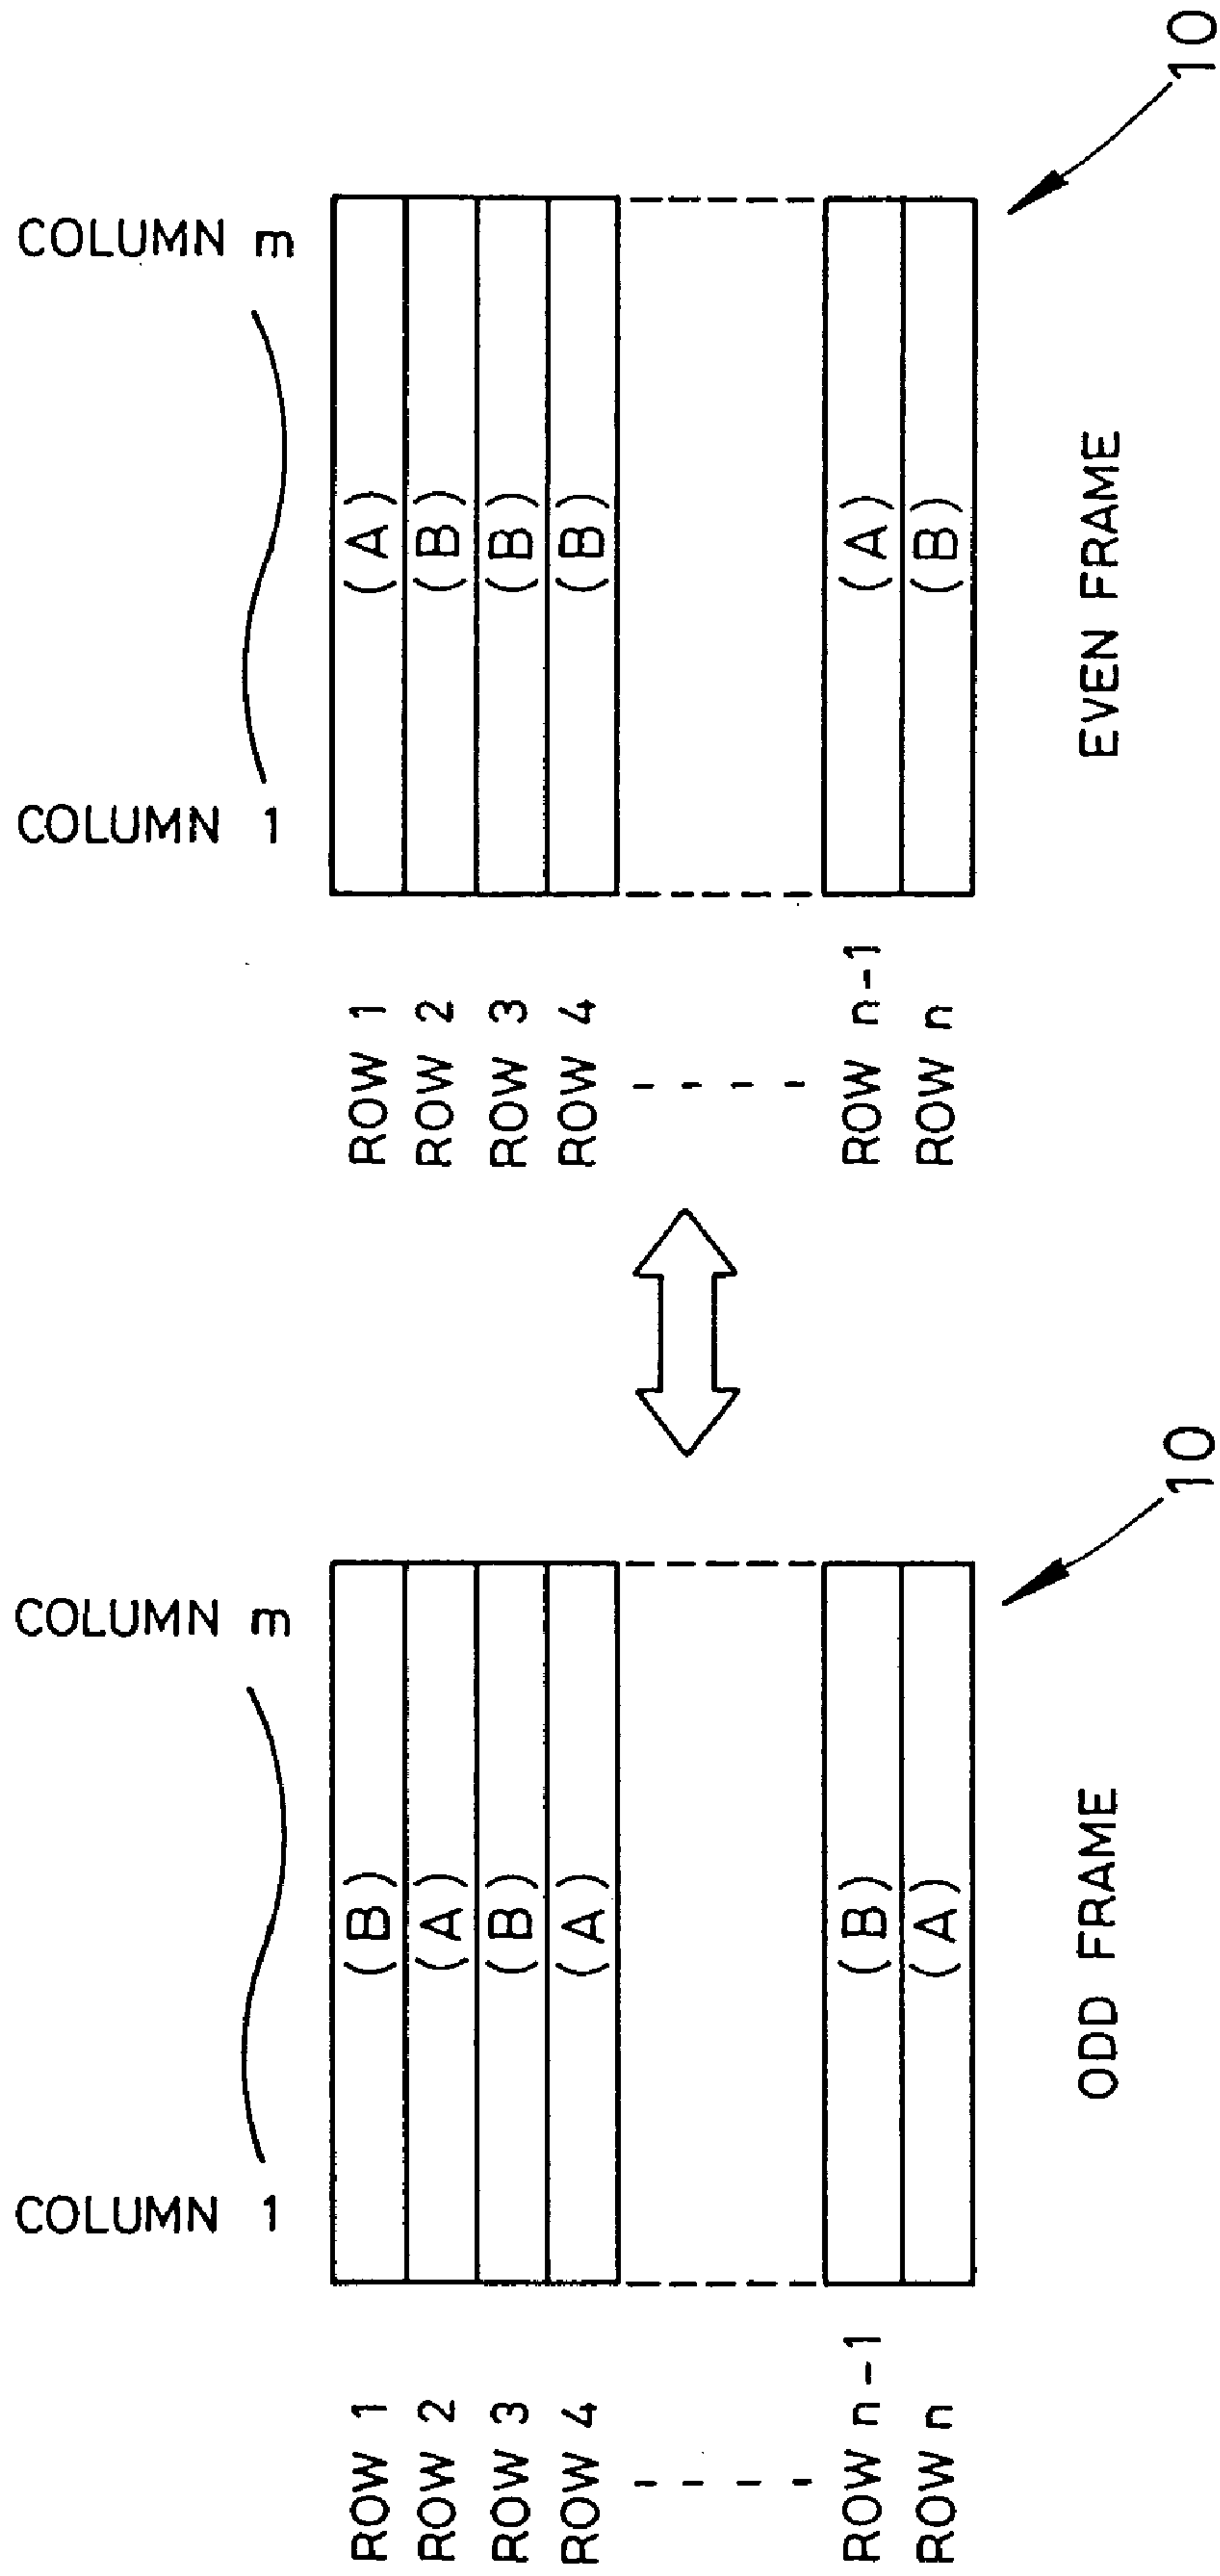 COLUMN 1 COLUMN m
ROW 1 (B)
ROW 2 (A)
ROW 3 (B)
ROW 4 (A)
ROW n-1 (B)
ROW n (A)
ODD FRAME
10
COLUMN 1 COLUMN m
ROW 1 (A)
ROW 2 (B)
ROW 3 (B)
ROW 4 (B)
ROW n-1 (A)
ROW n (B)
EVEN FRAME
10